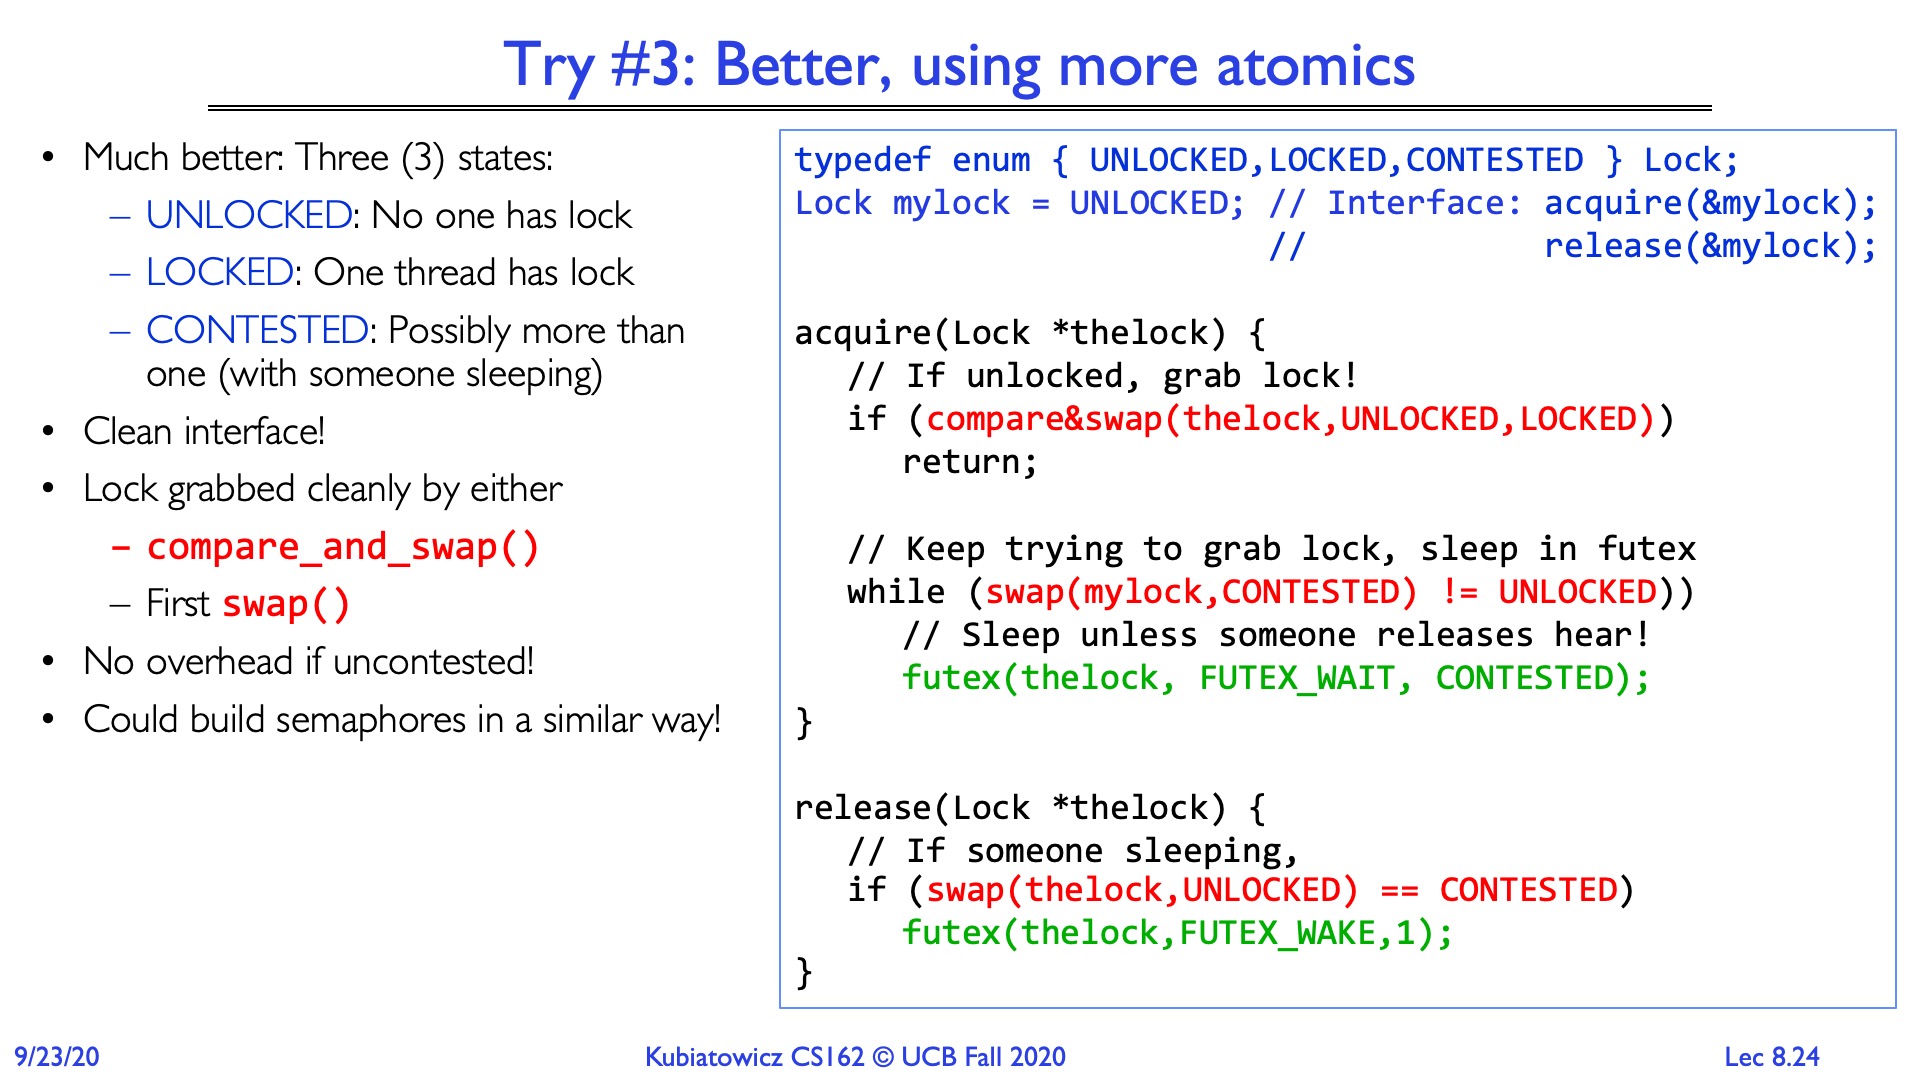 Try #3: Better, using more atomics
• Much better: Three (3) states:
– UNLOCKED: No one has lock
– LOCKED: One thread has lock
– CONTESTED: Possibly more than
one (with someone sleeping)
• Clean interface!
• Lock grabbed cleanly by either
– compare_and_swap()
– First swap()
• No overhead if uncontested!
• Could build semaphores in a similar way!
typedef enum { UNLOCKED,LOCKED,CONTESTED } Lock;
Lock mylock = UNLOCKED; // Interface: acquire(&mylock);
//            release(&mylock);
acquire(Lock *thelock) {
// If unlocked, grab lock!
if (compare&swap(thelock,UNLOCKED,LOCKED))
return;
// Keep trying to grab lock, sleep in futex
while (swap(mylock,CONTESTED) != UNLOCKED))
// Sleep unless someone releases hear!
futex(thelock, FUTEX_WAIT, CONTESTED);
}
release(Lock *thelock) {
// If someone sleeping,
if (swap(thelock,UNLOCKED) == CONTESTED)
futex(thelock,FUTEX_WAKE,1);
}
9/23/20
Kubiatowicz CS162 © UCB Fall 2020
Lec 8.24